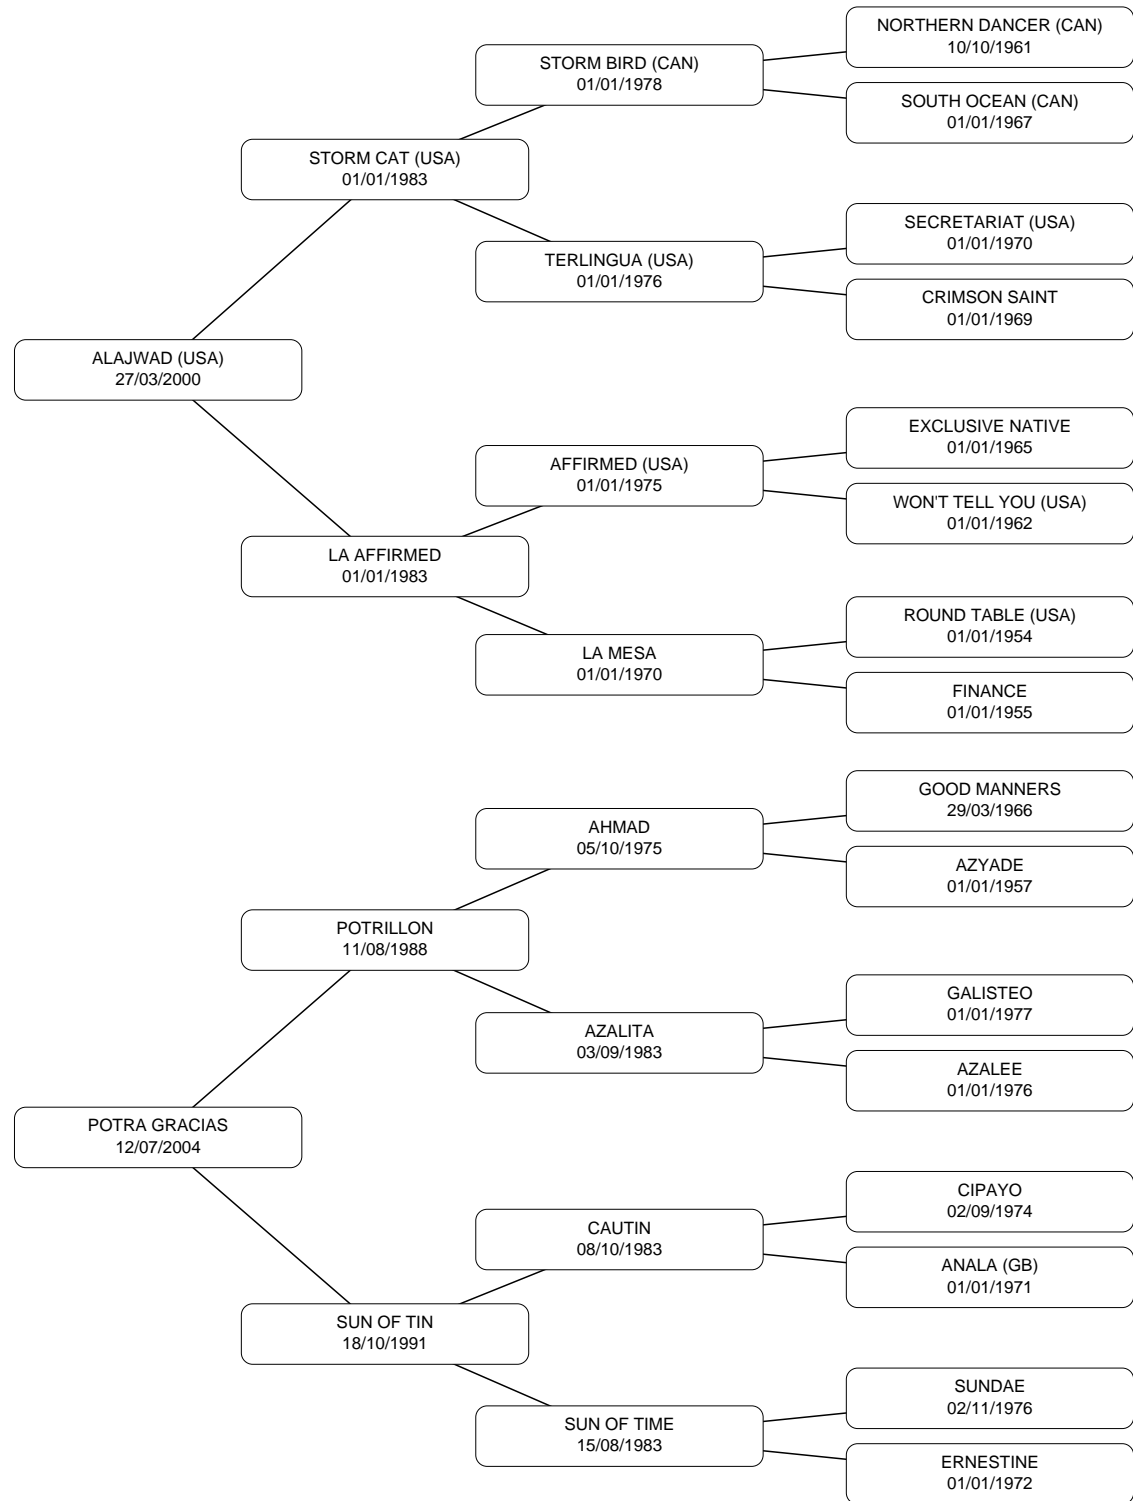 NORTHERN DANCER (CAN)
10/10/1961
STORM BIRD (CAN)
01/01/1978
SOUTH OCEAN (CAN)
01/01/1967
STORM CAT (USA)
01/01/1983
SECRETARIAT (USA)
01/01/1970
TERLINGUA (USA)
01/01/1976
CRIMSON SAINT
01/01/1969
ALAJWAD (USA)
27/03/2000
EXCLUSIVE NATIVE
01/01/1965
AFFIRMED (USA)
01/01/1975
WON'T TELL YOU (USA)
01/01/1962
LA AFFIRMED
01/01/1983
ROUND TABLE (USA)
01/01/1954
LA MESA
01/01/1970
FINANCE
01/01/1955
GOOD MANNERS
29/03/1966
AHMAD
05/10/1975
AZYADE
01/01/1957
POTRILLON
11/08/1988
GALISTEO
01/01/1977
AZALITA
03/09/1983
AZALEE
01/01/1976
POTRA GRACIAS
12/07/2004
CIPAYO
02/09/1974
CAUTIN
08/10/1983
ANALA (GB)
01/01/1971
SUN OF TIN
18/10/1991
SUNDAE
02/11/1976
SUN OF TIME
15/08/1983
ERNESTINE
01/01/1972